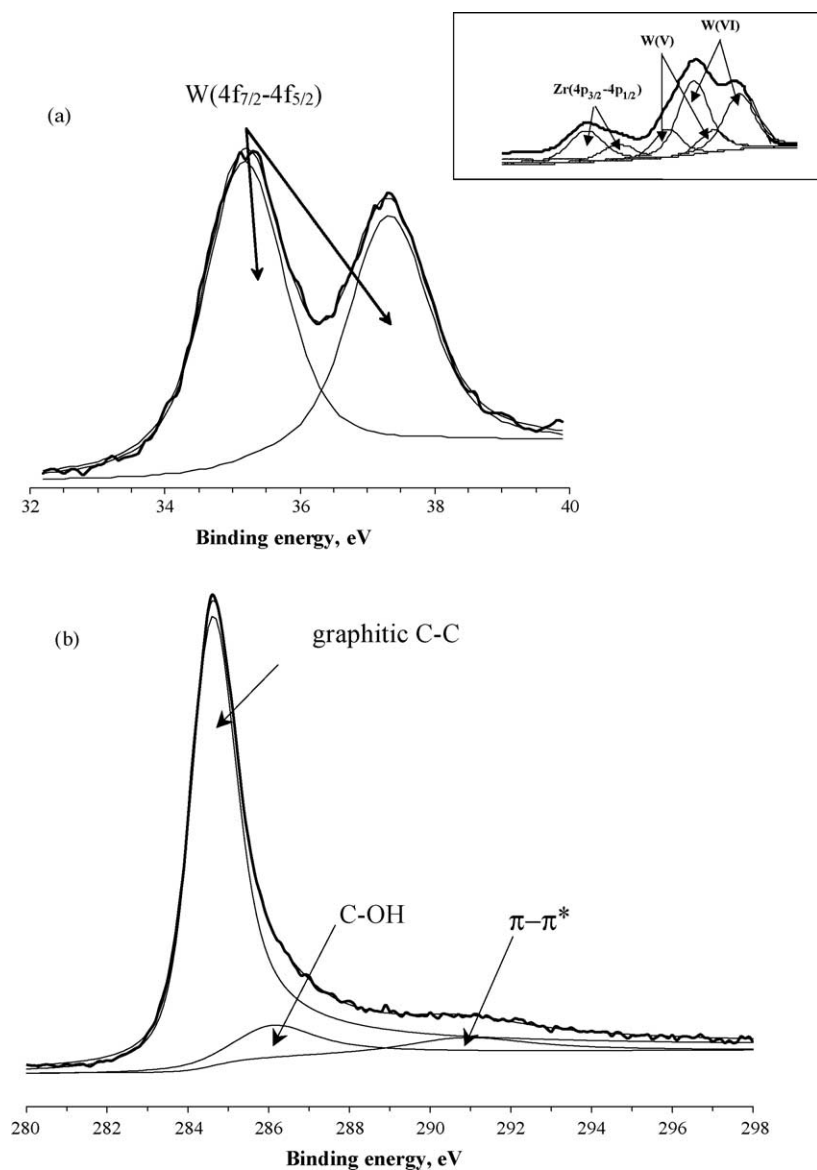 W(VI)
W(V)
Zr(4p3/2-4p1/2)
W(4f7/2-4f5/2)
(a)
32 34 36 38 40
Binding energy, eV
(b)
graphitic C-C
C-OH
π–π*
280 282 284 286 288 290 292 294 296 298
Binding energy, eV